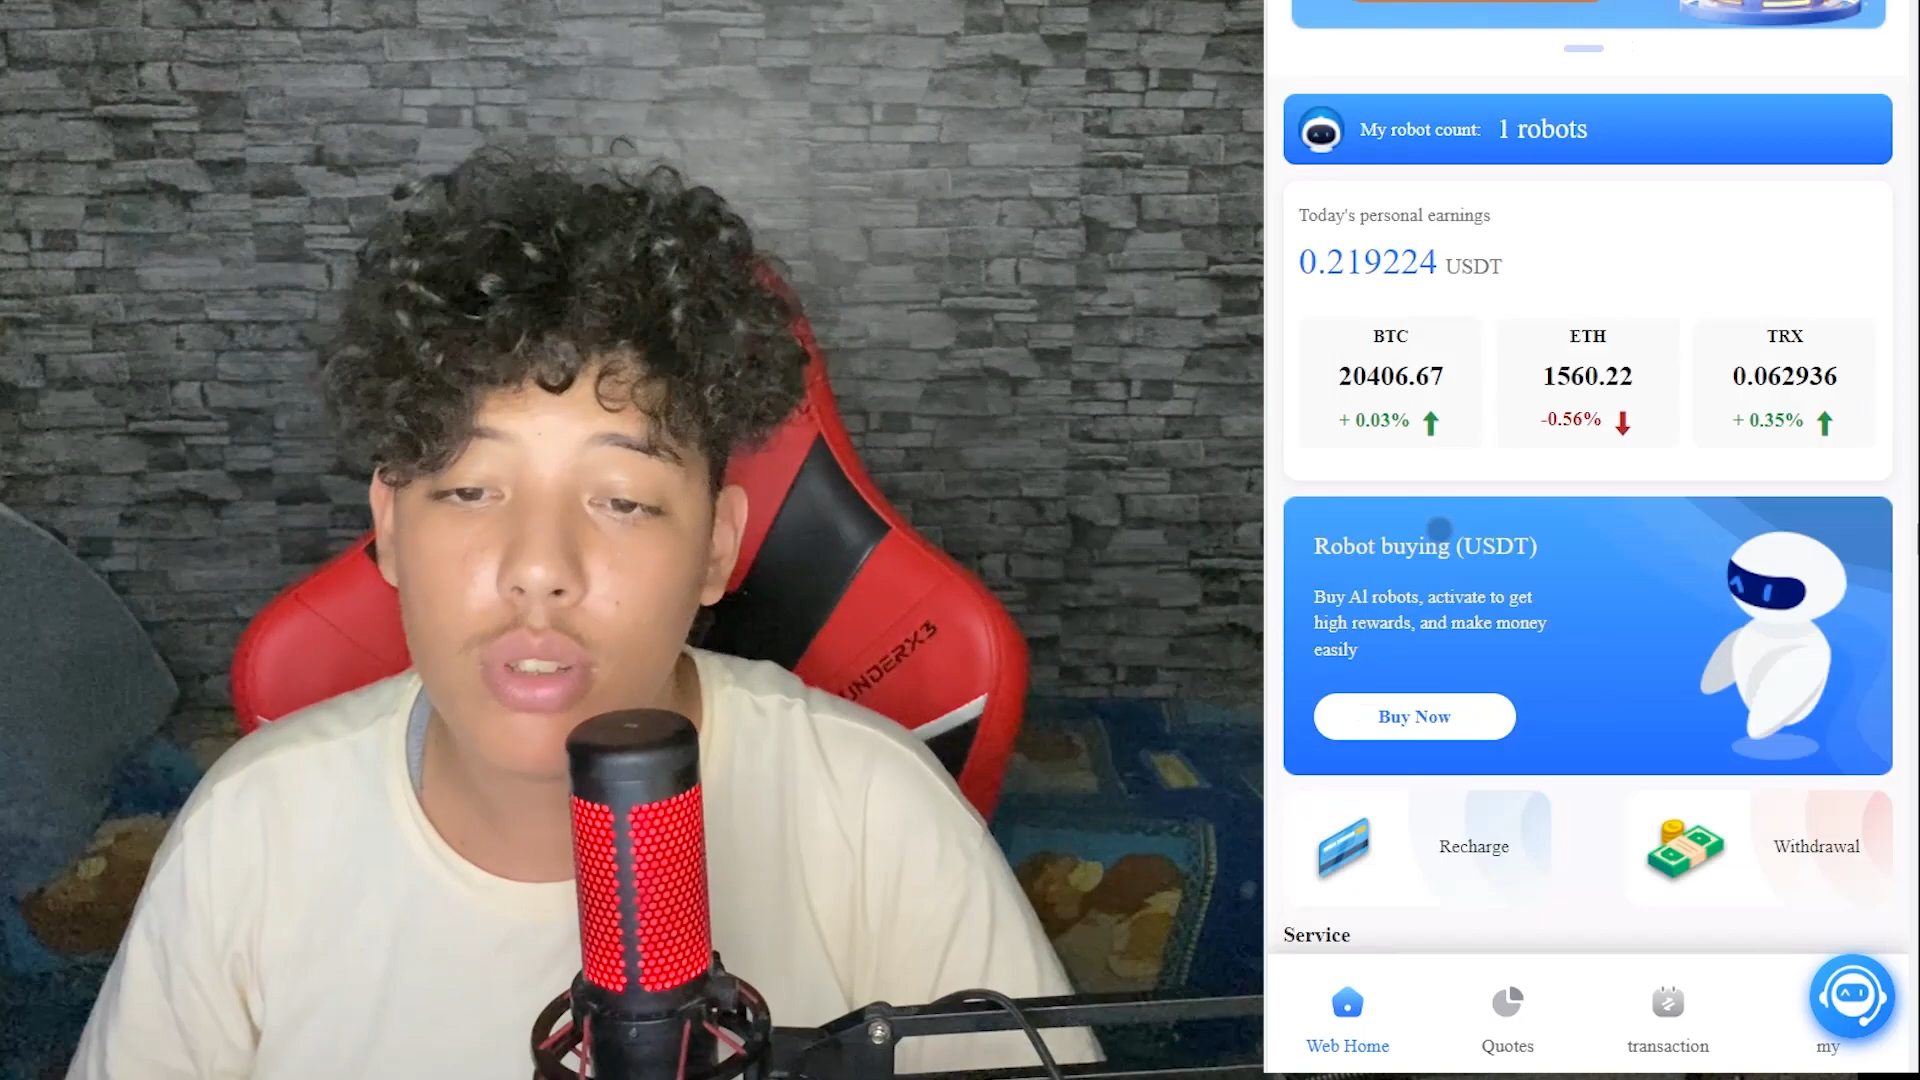 My robot count: 1 robots
Today's personal earnings
0.219224 USDT
BTC
20406.67
+ 0.03%
ETH
1560.22
-0.56%
TRX
0.062936
+ 0.35%
Robot buying (USDT)
Buy Al robots, activate to get
high rewards, and make money
easily
Buy Now
Recharge
Withdrawal
Service
Web Home
Quotes
transaction
my
UNDERX3